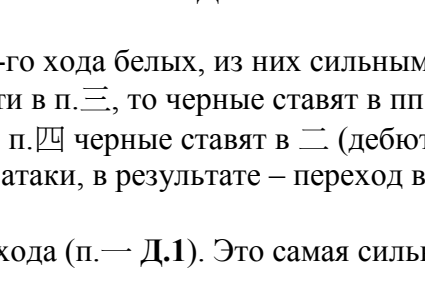 -го хода белых, из них сильным
ти в п.三, то черные ставят в пп
п.四 черные ставят в 二 (дебют
атаки, в результате – переход в
хода (п.一 Д.1). Это самая силы